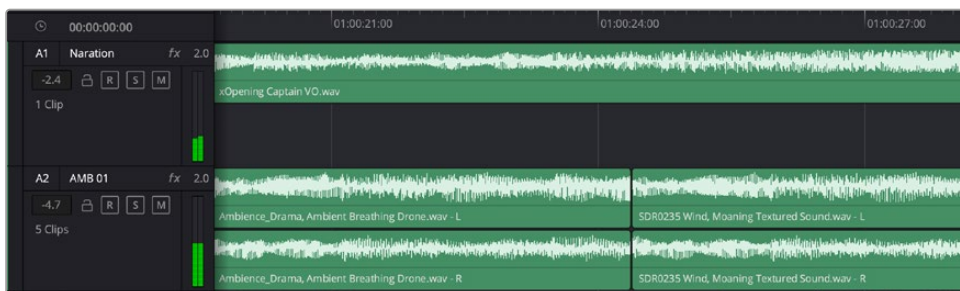 00:00:00:00
01:00:21:00 01:00:24:00 01:00:27:00
A1 Naration fx 2.0
-2.4 R S M
1 Clip
xOpening Captain VO.wav
A2 AMB 01 fx 2.0
-4.7 R S M
5 Clips
Ambience_Drama, Ambient Breathing Drone.wav - L SDR0235 Wind, Moaning Textured Sound.wav - L
Ambience_Drama, Ambient Breathing Drone.wav - R SDR0235 Wind, Moaning Textured Sound.wav - R